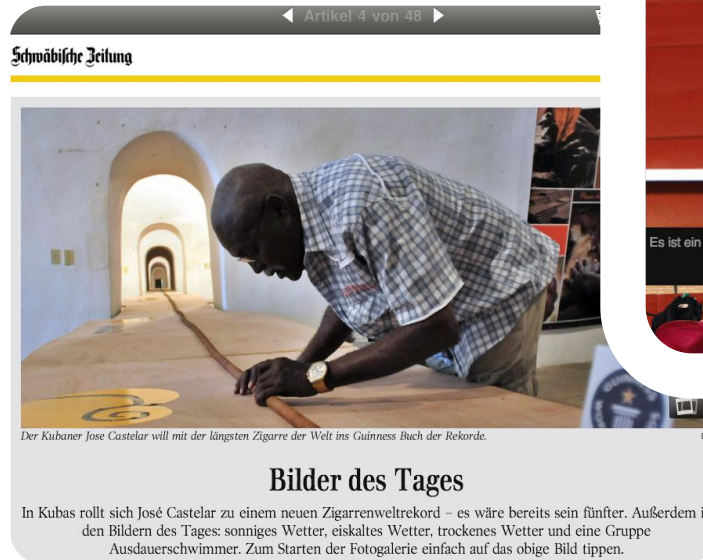 Artikel 4 von 48
Schwäbische Zeitung
Es ist ein
Der Kubaner Jose Castelar will mit der längsten Zigarre der Welt ins Guinness Buch der Rekorde.
Bilder des Tages
In Kubas rollt sich José Castelar zu einem neuen Zigarrenweltrekord – es wäre bereits sein fünfter. Außerdem i
den Bildern des Tages: sonniges Wetter, eiskaltes Wetter, trockenes Wetter und eine Gruppe
Ausdauerschwimmer. Zum Starten der Fotogalerie einfach auf das obige Bild tippen.